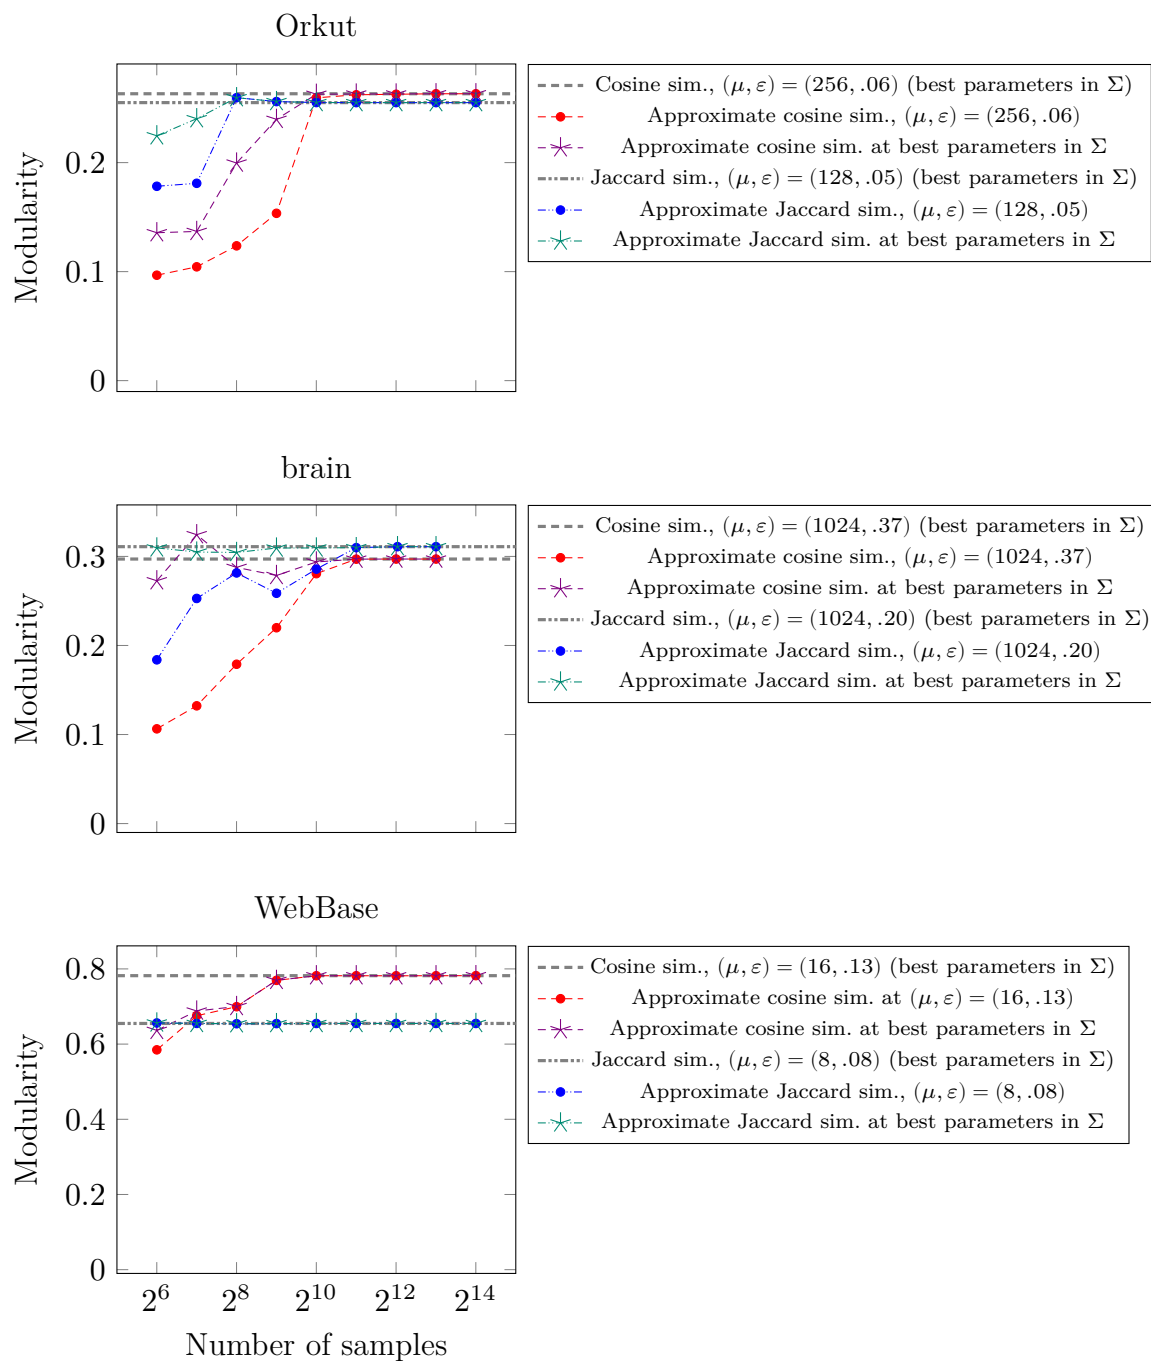 Orkut
Modularity
0.2
0.1
0
Cosine sim., (μ, ε) = (256, .06) (best parameters in Σ)
Approximate cosine sim., (μ, ε) = (256, .06)
Approximate cosine sim. at best parameters in Σ
Jaccard sim., (μ, ε) = (128, .05) (best parameters in Σ)
Approximate Jaccard sim., (μ, ε) = (128, .05)
Approximate Jaccard sim. at best parameters in Σ
brain
Modularity
0.3
0.2
0.1
0
Cosine sim., (μ, ε) = (1024, .37) (best parameters in Σ)
Approximate cosine sim., (μ, ε) = (1024, .37)
Approximate cosine sim. at best parameters in Σ
Jaccard sim., (μ, ε) = (1024, .20) (best parameters in Σ)
Approximate Jaccard sim., (μ, ε) = (1024, .20)
Approximate Jaccard sim. at best parameters in Σ
WebBase
Modularity
0.8
0.6
0.4
0.2
0
Cosine sim., (μ, ε) = (16, .13) (best parameters in Σ)
Approximate cosine sim. at (μ, ε) = (16, .13)
Approximate cosine sim. at best parameters in Σ
Jaccard sim., (μ, ε) = (8, .08) (best parameters in Σ)
Approximate Jaccard sim., (μ, ε) = (8, .08)
Approximate Jaccard sim. at best parameters in Σ
2^6 2^8 2^10 2^12 2^14
Number of samples